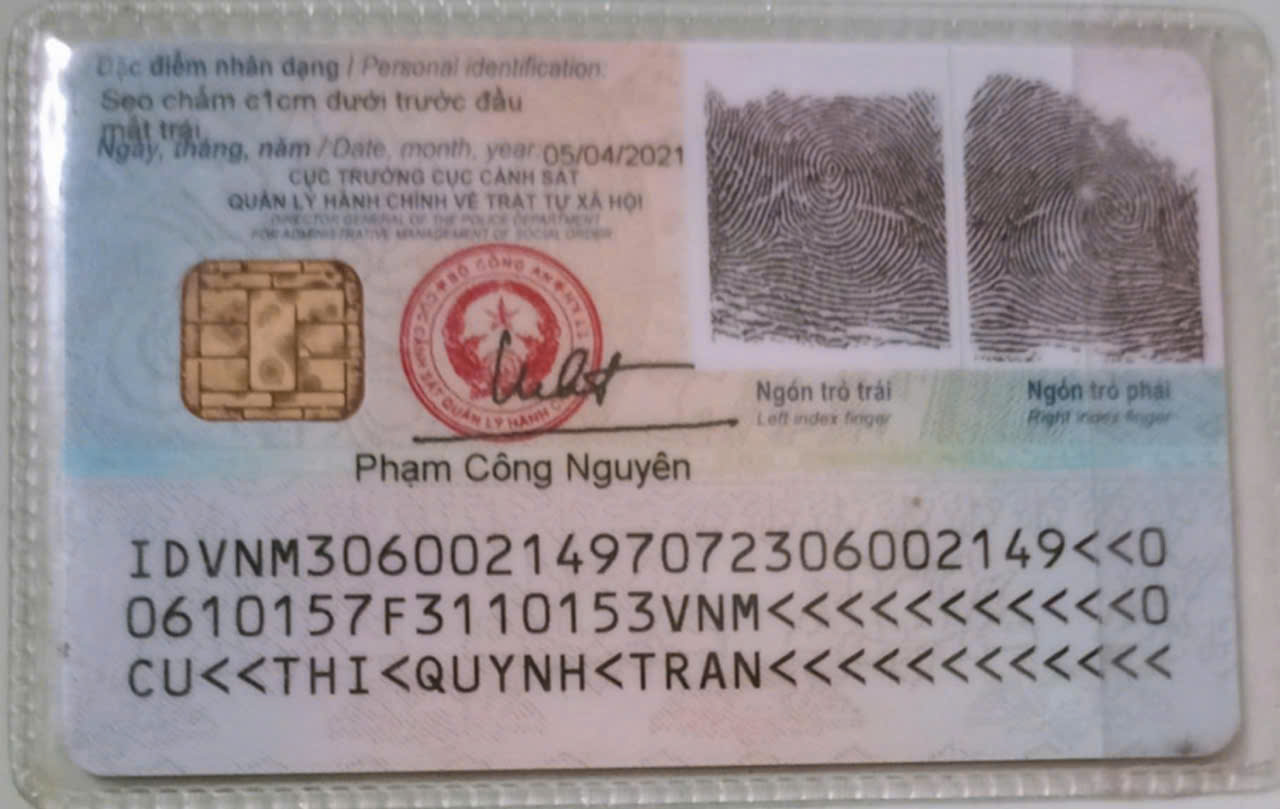 Đặc điểm nhân dạng / Personal identification:
Sẹo chấm c1cm dưới trước đầu
mắt trái
Ngày, tháng, năm / Date, month, year: 05/04/2021
CỤC TRƯỞNG CỤC CẢNH SÁT
QUẢN LÝ HÀNH CHÍNH VỀ TRẬT TỰ XÃ HỘI
DIRECTOR GENERAL OF THE POLICE DEPARTMENT
FOR ADMINISTRATIVE MANAGEMENT OF SOCIAL ORDER
BỘ CÔNG AN
CỤC CẢNH SÁT QUẢN LÝ HÀNH
Ngón trỏ trái
Left index finger
Ngón trỏ phải
Right index finger
Phạm Công Nguyên
IDVNM3060021497072306002149<<0
0610157F3110153VNM<<<<<<<<<<<0
CU<<THI<QUYNH<TRAN<<<<<<<<<<<<